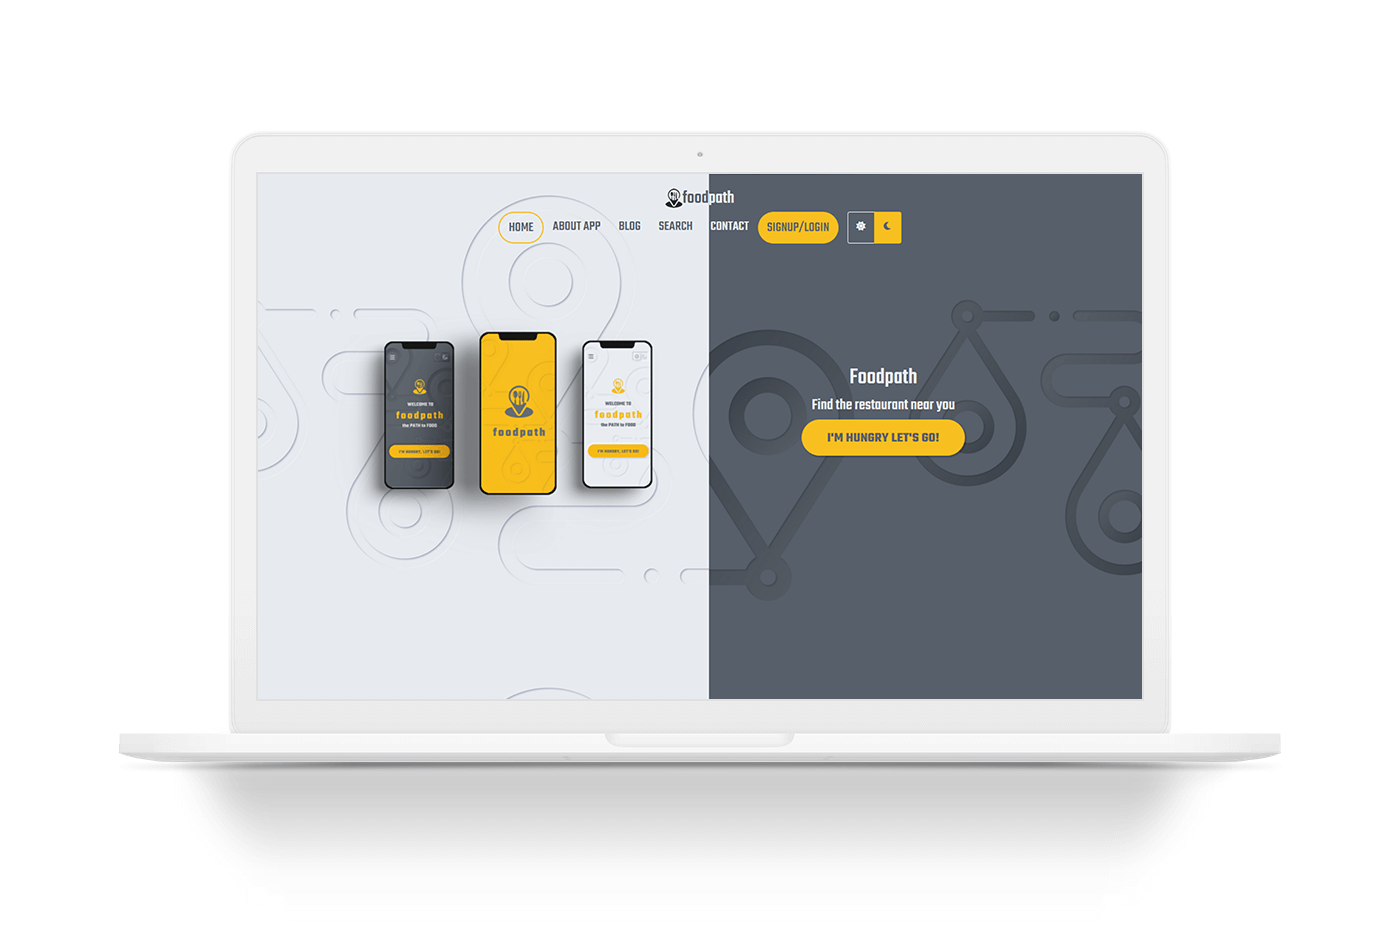 foodpath
HOME ABOUT APP BLOG SEARCH CONTACT SIGNUP/LOGIN
WELCOME TO
foodpath
the PATH to FOOD
I'M HUNGRY, LET'S GO!
foodpath
WELCOME TO
foodpath
the PATH to FOOD
I'M HUNGRY, LET'S GO!
Foodpath
Find the restaurant near you
I'M HUNGRY LET'S GO!